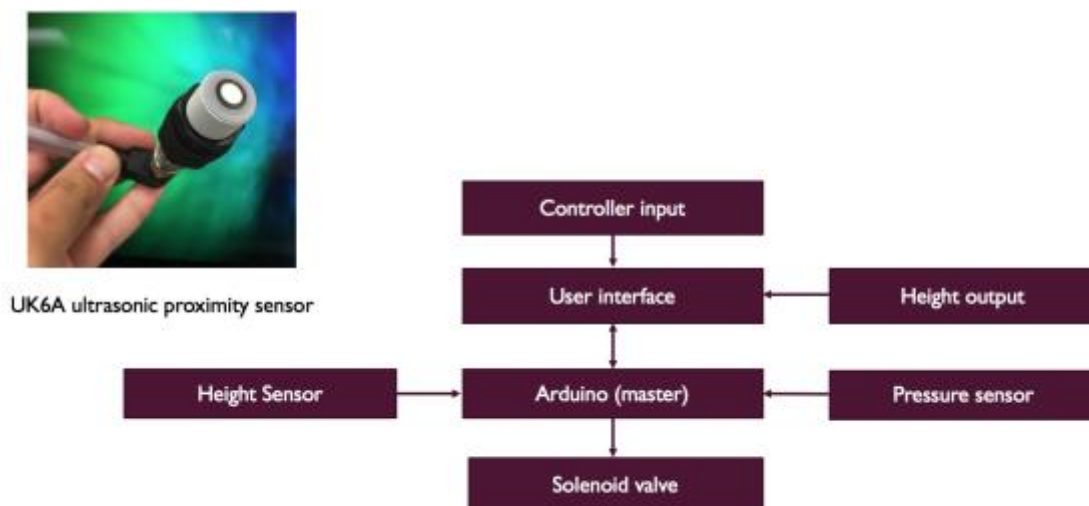 Controller input
UK6A ultrasonic proximity sensor
User interface
Height output
Height Sensor
Arduino (master)
Pressure sensor
Solenoid valve